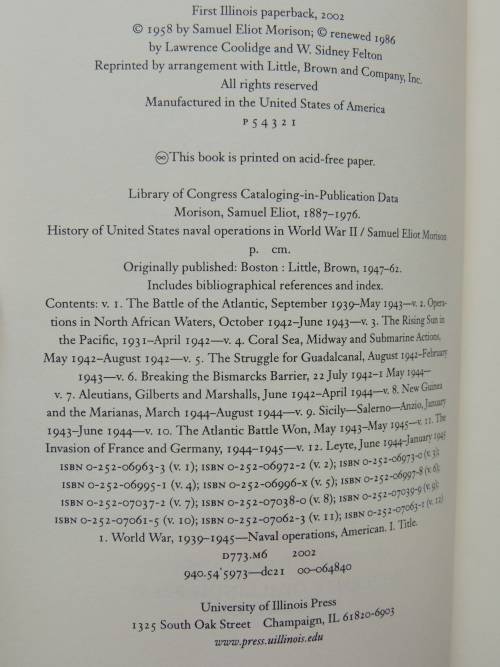 First Illinois paperback, 2002
© 1958 by Samuel Eliot Morison; © renewed 1986
by Lawrence Coolidge and W. Sidney Felton
Reprinted by arrangement with Little, Brown and Company, Inc.
All rights reserved
Manufactured in the United States of America
P 5 4 3 2 1
♾This book is printed on acid-free paper.
Library of Congress Cataloging-in-Publication Data
Morison, Samuel Eliot, 1887–1976.
History of United States naval operations in World War II / Samuel Eliot Morison
p. cm.
Originally published: Boston : Little, Brown, 1947–62.
Includes bibliographical references and index.
Contents: v. 1. The Battle of the Atlantic, September 1939–May 1943—v. 2. Opera-
tions in North African Waters, October 1942–June 1943—v. 3. The Rising Sun in
the Pacific, 1931–April 1942—v. 4. Coral Sea, Midway and Submarine Actions,
May 1942–August 1942—v. 5. The Struggle for Guadalcanal, August 1942–February
1943—v. 6. Breaking the Bismarcks Barrier, 22 July 1942–1 May 1944—
v. 7. Aleutians, Gilberts and Marshalls, June 1942–April 1944—v. 8. New Guinea
and the Marianas, March 1944–August 1944—v. 9. Sicily—Salerno—Anzio, January
1943–June 1944—v. 10. The Atlantic Battle Won, May 1943–May 1945—v. 11. The
Invasion of France and Germany, 1944–1945—v. 12. Leyte, June 1944–January 1945
ISBN 0-252-06963-3 (v. 1); ISBN 0-252-06972-2 (v. 2); ISBN 0-252-06973-0 (v. 3);
ISBN 0-252-06995-1 (v. 4); ISBN 0-252-06996-X (v. 5); ISBN 0-252-06997-8 (v. 6);
ISBN 0-252-07037-2 (v. 7); ISBN 0-252-07038-0 (v. 8); ISBN 0-252-07039-9 (v. 9);
ISBN 0-252-07061-5 (v. 10); ISBN 0-252-07062-3 (v. 11); ISBN 0-252-07063-1 (v. 12)
1. World War, 1939–1945—Naval operations, American. I. Title.
D773.M6 2002
940.54'5973—dc21 00-064840
University of Illinois Press
1325 South Oak Street Champaign, IL 61820-6903
www.press.uillinois.edu